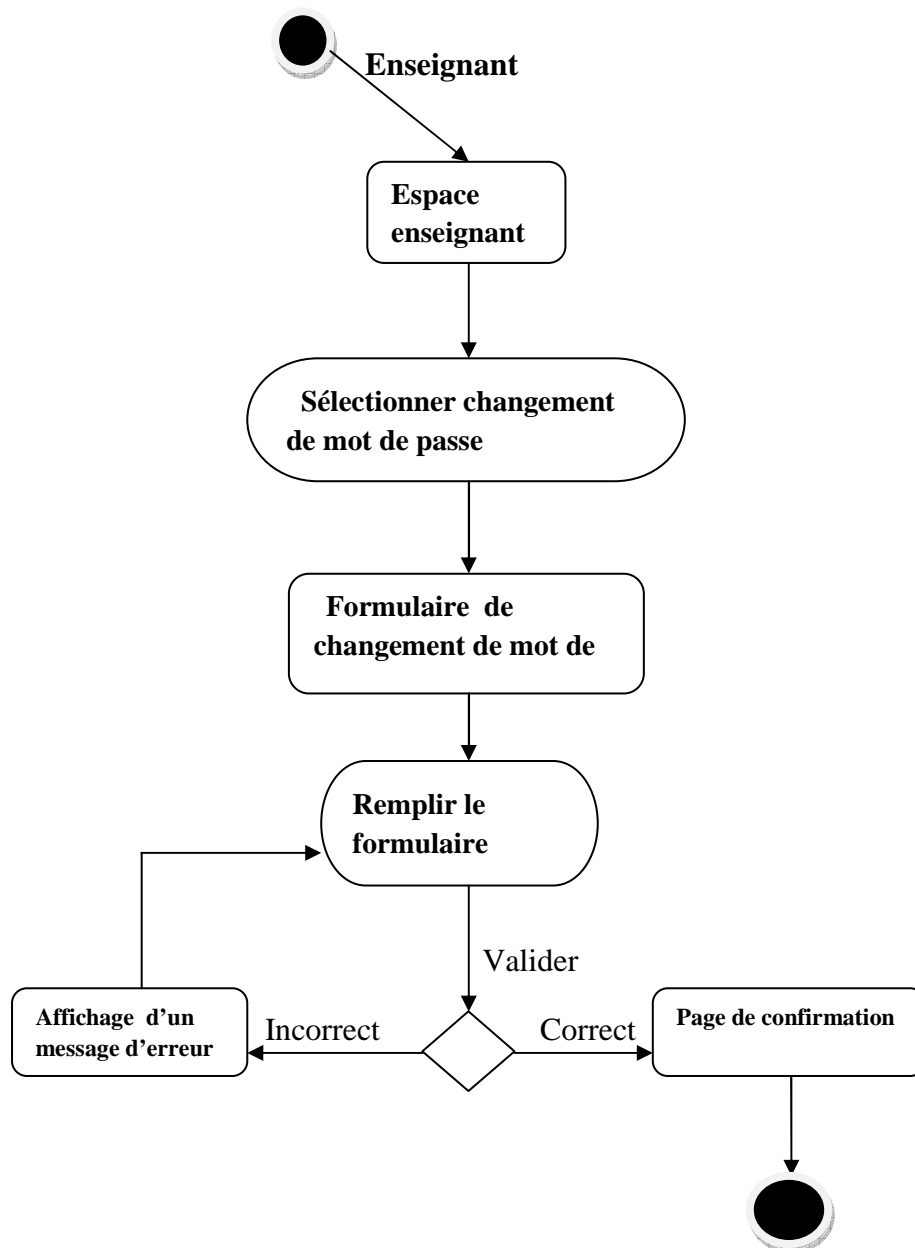 Enseignant
Espace
enseignant
Sélectionner changement
de mot de passe
Formulaire de
changement de mot de
Remplir le
formulaire
Valider
Incorrect
Correct
Affichage d’un
message d’erreur
Page de confirmation